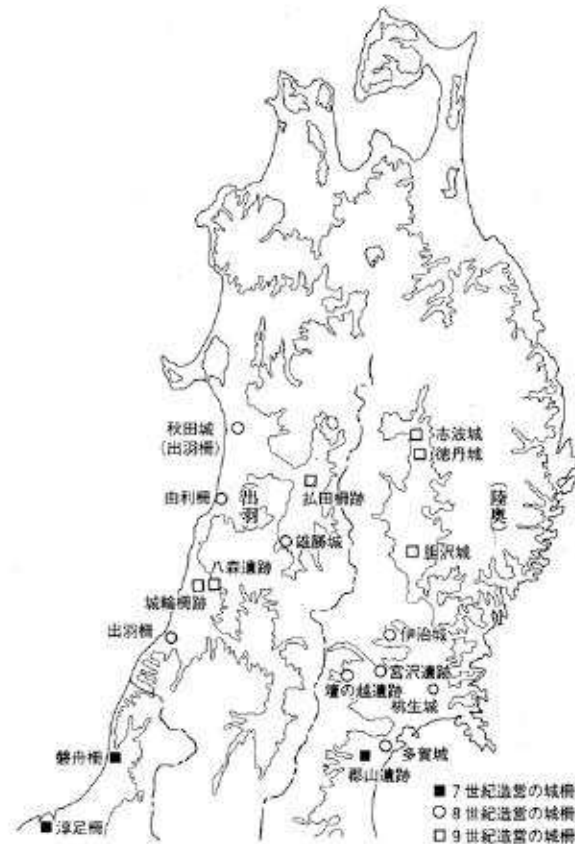 秋田城
(出羽柵)
志波城
徳丹城
払田柵跡
由利柵
(出羽)
(陸奥)
雄勝城
胆沢城
八森遺跡
城輪柵跡
出羽柵
伊治城
宮沢遺跡
壇の越遺跡
桃生城
磐舟柵
多賀城
郡山遺跡
淳足柵
■ 7世紀造営の城柵
○ 8世紀造営の城柵
□ 9世紀造営の城柵